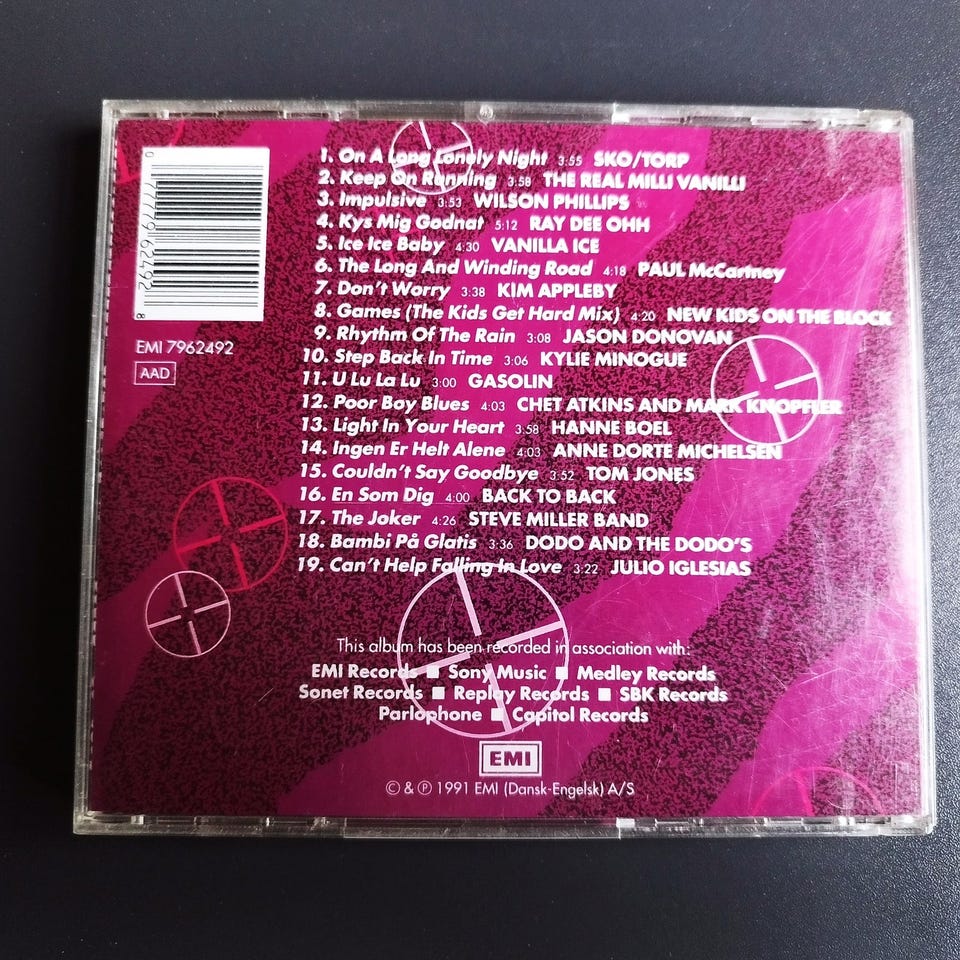 0 77779 62492 8
EMI 7962492
AAD
1. On A Long Lonely Night 3:55 SKO/TORP
2. Keep On Running 3:58 THE REAL MILLI VANILLI
3. Impulsive 3:53 WILSON PHILLIPS
4. Kys Mig Godnat 5:12 RAY DEE OHH
5. Ice Ice Baby 4:30 VANILLA ICE
6. The Long And Winding Road 4:18 PAUL McCartney
7. Don't Worry 3:38 KIM APPLEBY
8. Games (The Kids Get Hard Mix) 4:20 NEW KIDS ON THE BLOCK
9. Rhythm Of The Rain 3:08 JASON DONOVAN
10. Step Back In Time 3:06 KYLIE MINOGUE
11. U Lu La Lu 3:00 GASOLIN
12. Poor Boy Blues 4:03 CHET ATKINS AND MARK KNOPFLER
13. Light In Your Heart 3:58 HANNE BOEL
14. Ingen Er Helt Alene 4:03 ANNE DORTE MICHELSEN
15. Couldn't Say Goodbye 3:52 TOM JONES
16. En Som Dig 4:00 BACK TO BACK
17. The Joker 4:26 STEVE MILLER BAND
18. Bambi På Glatis 3:36 DODO AND THE DODO'S
19. Can't Help Falling In Love 3:22 JULIO IGLESIAS
This album has been recorded in association with:
EMI Records ■ Sony Music ■ Medley Records
Sonet Records ■ Replay Records ■ SBK Records
Parlophone ■ Capitol Records
EMI
© & ℗ 1991 EMI (Dansk-Engelsk) A/S